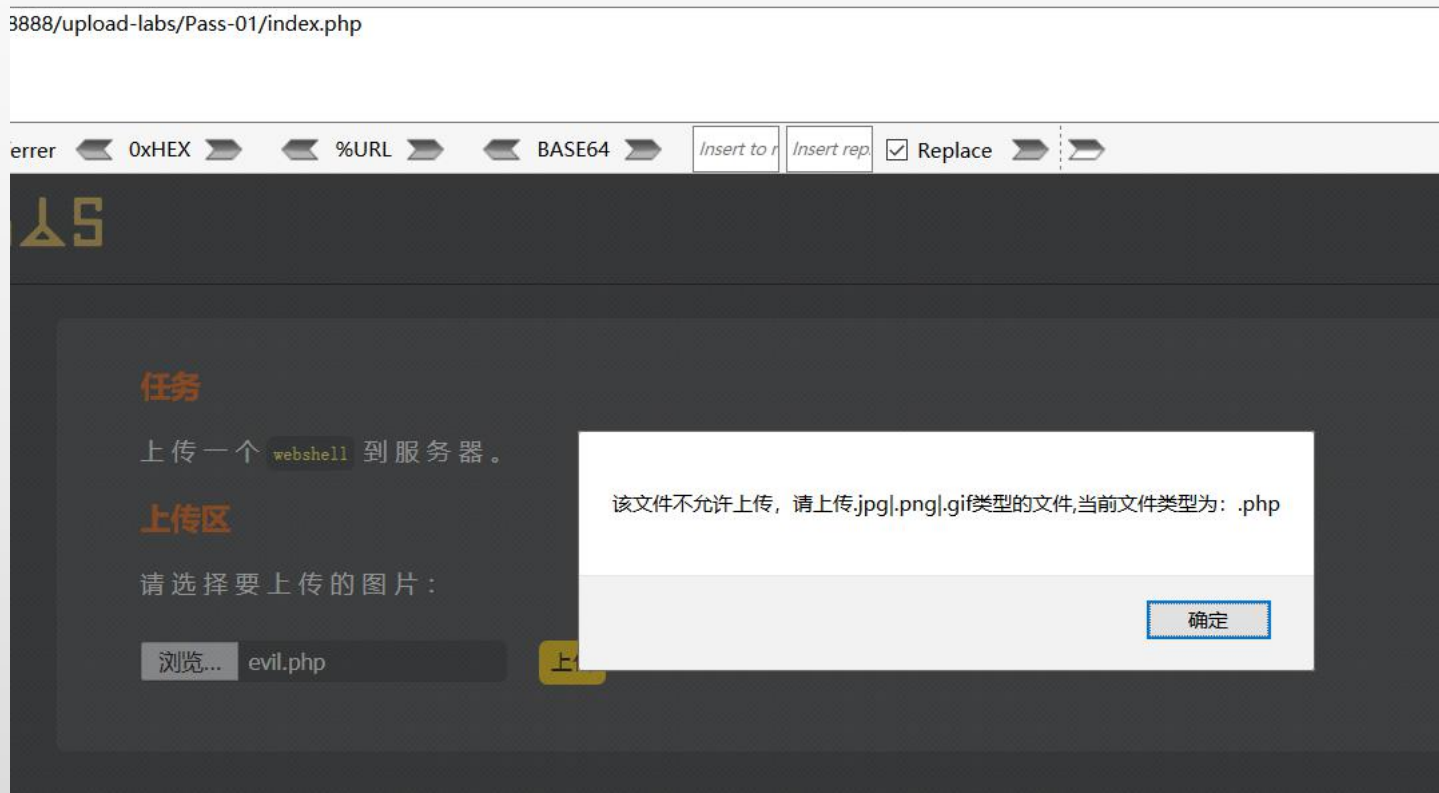 8888/upload-labs/Pass-01/index.php
errer 0xHEX %URL BASE64 Insert to r Insert rep. Replace
任务
上传一个 webshell 到服务器。
该文件不允许上传，请上传.jpg|.png|.gif类型的文件,当前文件类型为：.php
上传区
请选择要上传的图片：
确定
浏览... evil.php 上